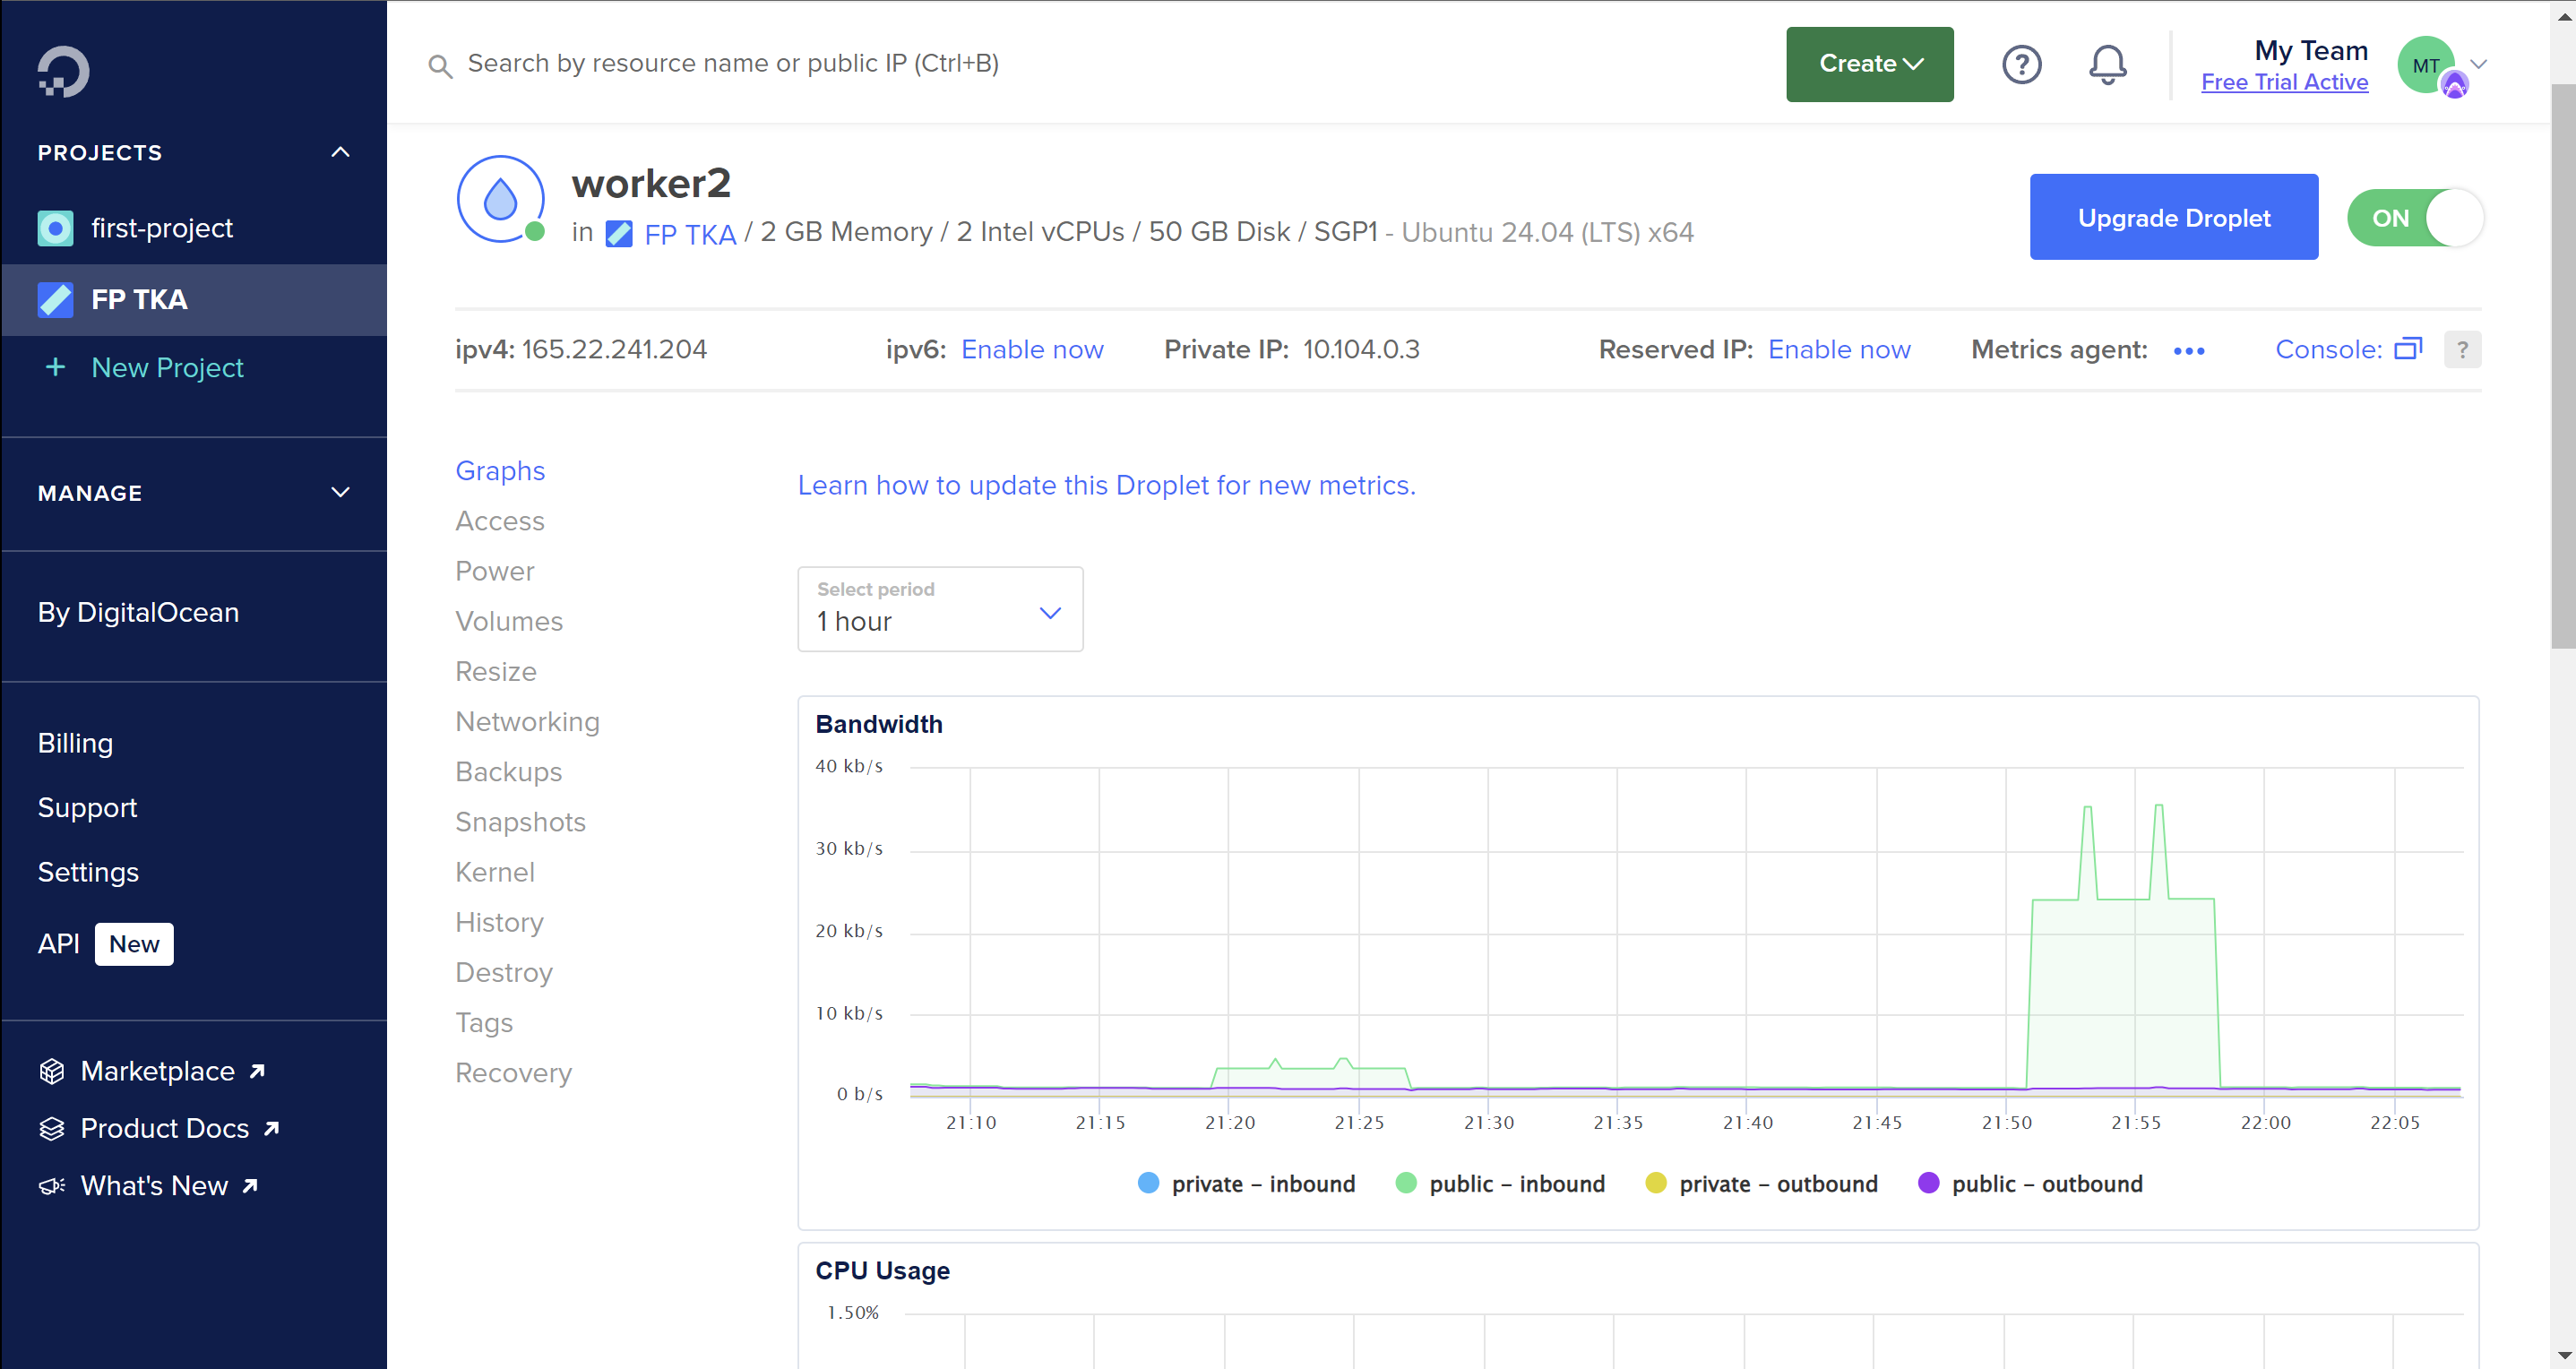 Search by resource name or public IP (Ctrl+B)
Create
?
My Team
Free Trial Active
MT
PROJECTS
first-project
FP TKA
+ New Project
MANAGE
By DigitalOcean
Billing
Support
Settings
API New
Marketplace
Product Docs
What's New
worker2
in FP TKA / 2 GB Memory / 2 Intel vCPUs / 50 GB Disk / SGP1 - Ubuntu 24.04 (LTS) x64
Upgrade Droplet
ON
ipv4: 165.22.241.204 ipv6: Enable now Private IP: 10.104.0.3 Reserved IP: Enable now Metrics agent: ••• Console: ?
Graphs
Access
Power
Volumes
Resize
Networking
Backups
Snapshots
Kernel
History
Destroy
Tags
Recovery
Learn how to update this Droplet for new metrics.
Select period
1 hour
Bandwidth
40 kb/s
30 kb/s
20 kb/s
10 kb/s
0 b/s
21:10 21:15 21:20 21:25 21:30 21:35 21:40 21:45 21:50 21:55 22:00 22:05
private – inbound public – inbound private – outbound public – outbound
CPU Usage
1.50%